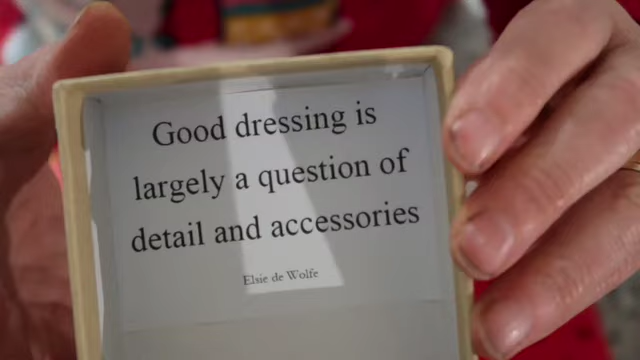 Good dressing is
largely a question of
detail and accessories
Elsie de Wolfe